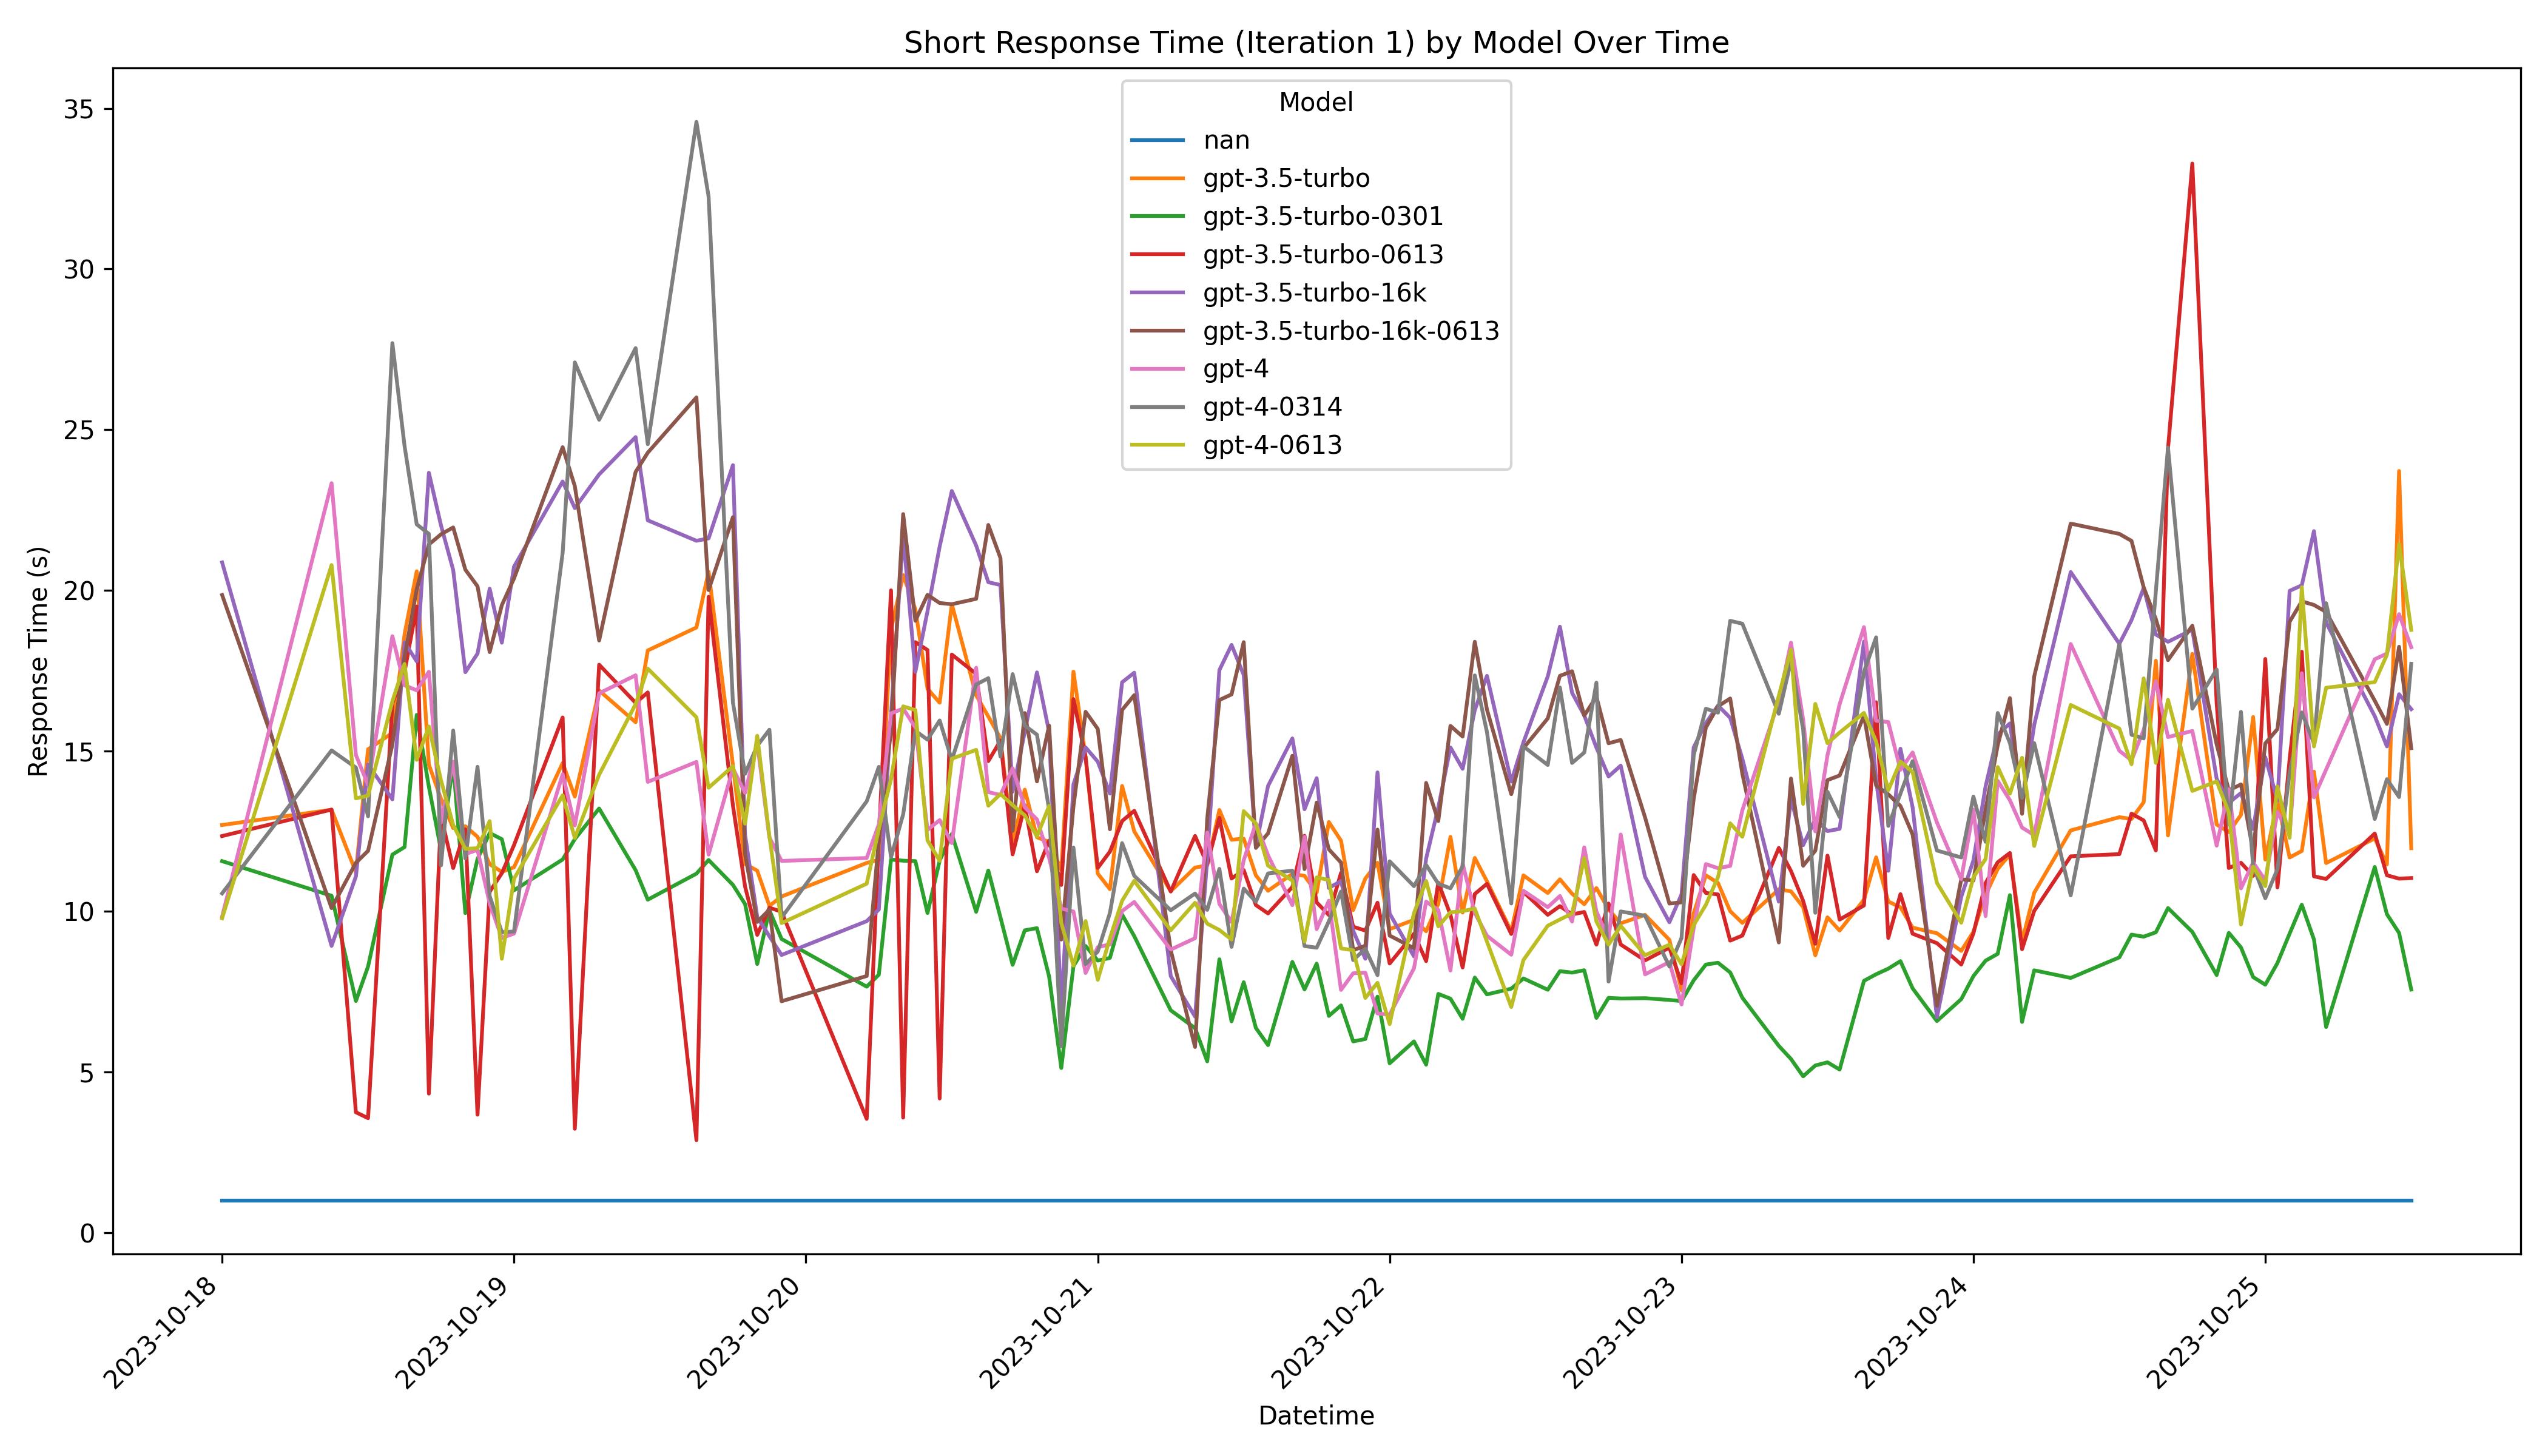 Short Response Time (Iteration 1) by Model Over Time
Model
nan
gpt-3.5-turbo
gpt-3.5-turbo-0301
gpt-3.5-turbo-0613
gpt-3.5-turbo-16k
gpt-3.5-turbo-16k-0613
gpt-4
gpt-4-0314
gpt-4-0613
Response Time (s)
35
30
25
20
15
10
5
0
2023-10-18
2023-10-19
2023-10-20
2023-10-21
2023-10-22
2023-10-23
2023-10-24
2023-10-25
Datetime